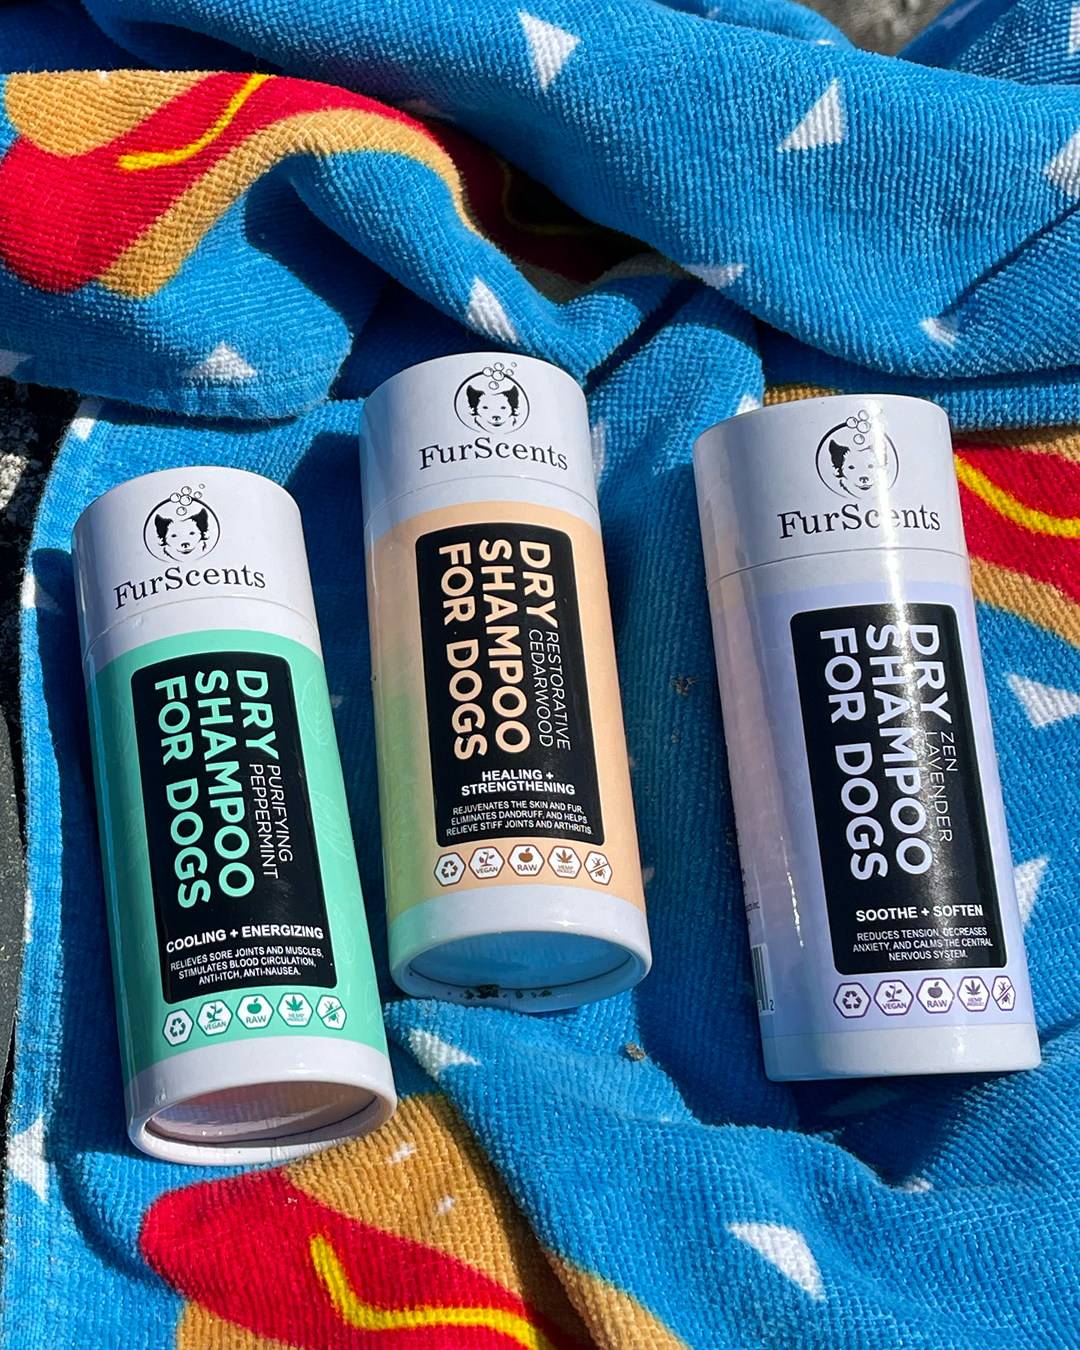 FurScents
DRY
PURIFYING
PEPPERMINT
SHAMPOO
FOR DOGS
COOLING + ENERGIZING
RELIEVES SORE JOINTS AND MUSCLES,
STIMULATES BLOOD CIRCULATION,
ANTI-ITCH, ANTI-NAUSEA.
VEGAN
RAW
HEMP
FurScents
DRY
RESTORATIVE
CEDARWOOD
SHAMPOO
FOR DOGS
HEALING +
STRENGTHENING
REJUVENATES THE SKIN AND FUR,
ELIMINATES DANDRUFF, AND HELPS
RELIEVE STIFF JOINTS AND ARTHRITIS.
VEGAN
RAW
HEMP
FurScents
DRY
ZEN
LAVENDER
SHAMPOO
FOR DOGS
SOOTHE + SOFTEN
REDUCES TENSION, DECREASES
ANXIETY, AND CALMS THE CENTRAL
NERVOUS SYSTEM.
VEGAN
RAW
HEMP